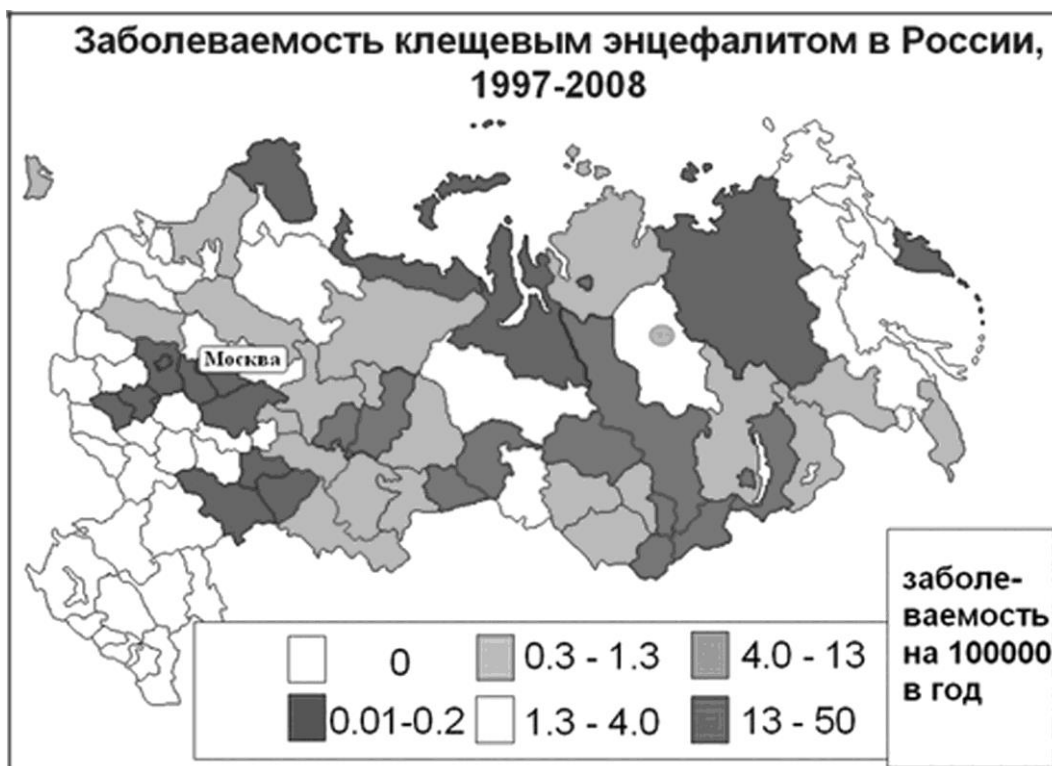 Заболеваемость клещевым энцефалитом в России,
1997-2008
Москва
0
0.3 - 1.3
4.0 - 13
0.01-0.2
1.3 - 4.0
13 - 50
заболе-
ваемость
на 100000
в год